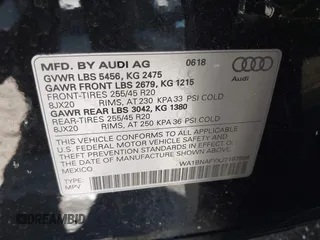 MFD. BY AUDI AG 0618
GVWR LBS 5456, KG 2475
GAWR FRONT LBS 2679, KG 1215
FRONT-TIRES 255/45 R20
8JX20 RIMS, AT 230 KPA 33 PSI COLD
GAWR REAR LBS 3042, KG 1380
REAR-TIRES 255/45 R20
8JX20 RIMS, AT 250 KPA 36 PSI COLD
THIS VEHICLE CONFORMS TO ALL APPLICABLE
FEDERAL MOTOR VEHICLE SAFETY STANDARDS
IN EFFECT ON THE DATE OF MANUFACTURE
SHOWN ABOVE.
MEXICO
TYPE:
MPV
Audi
DREAMBID